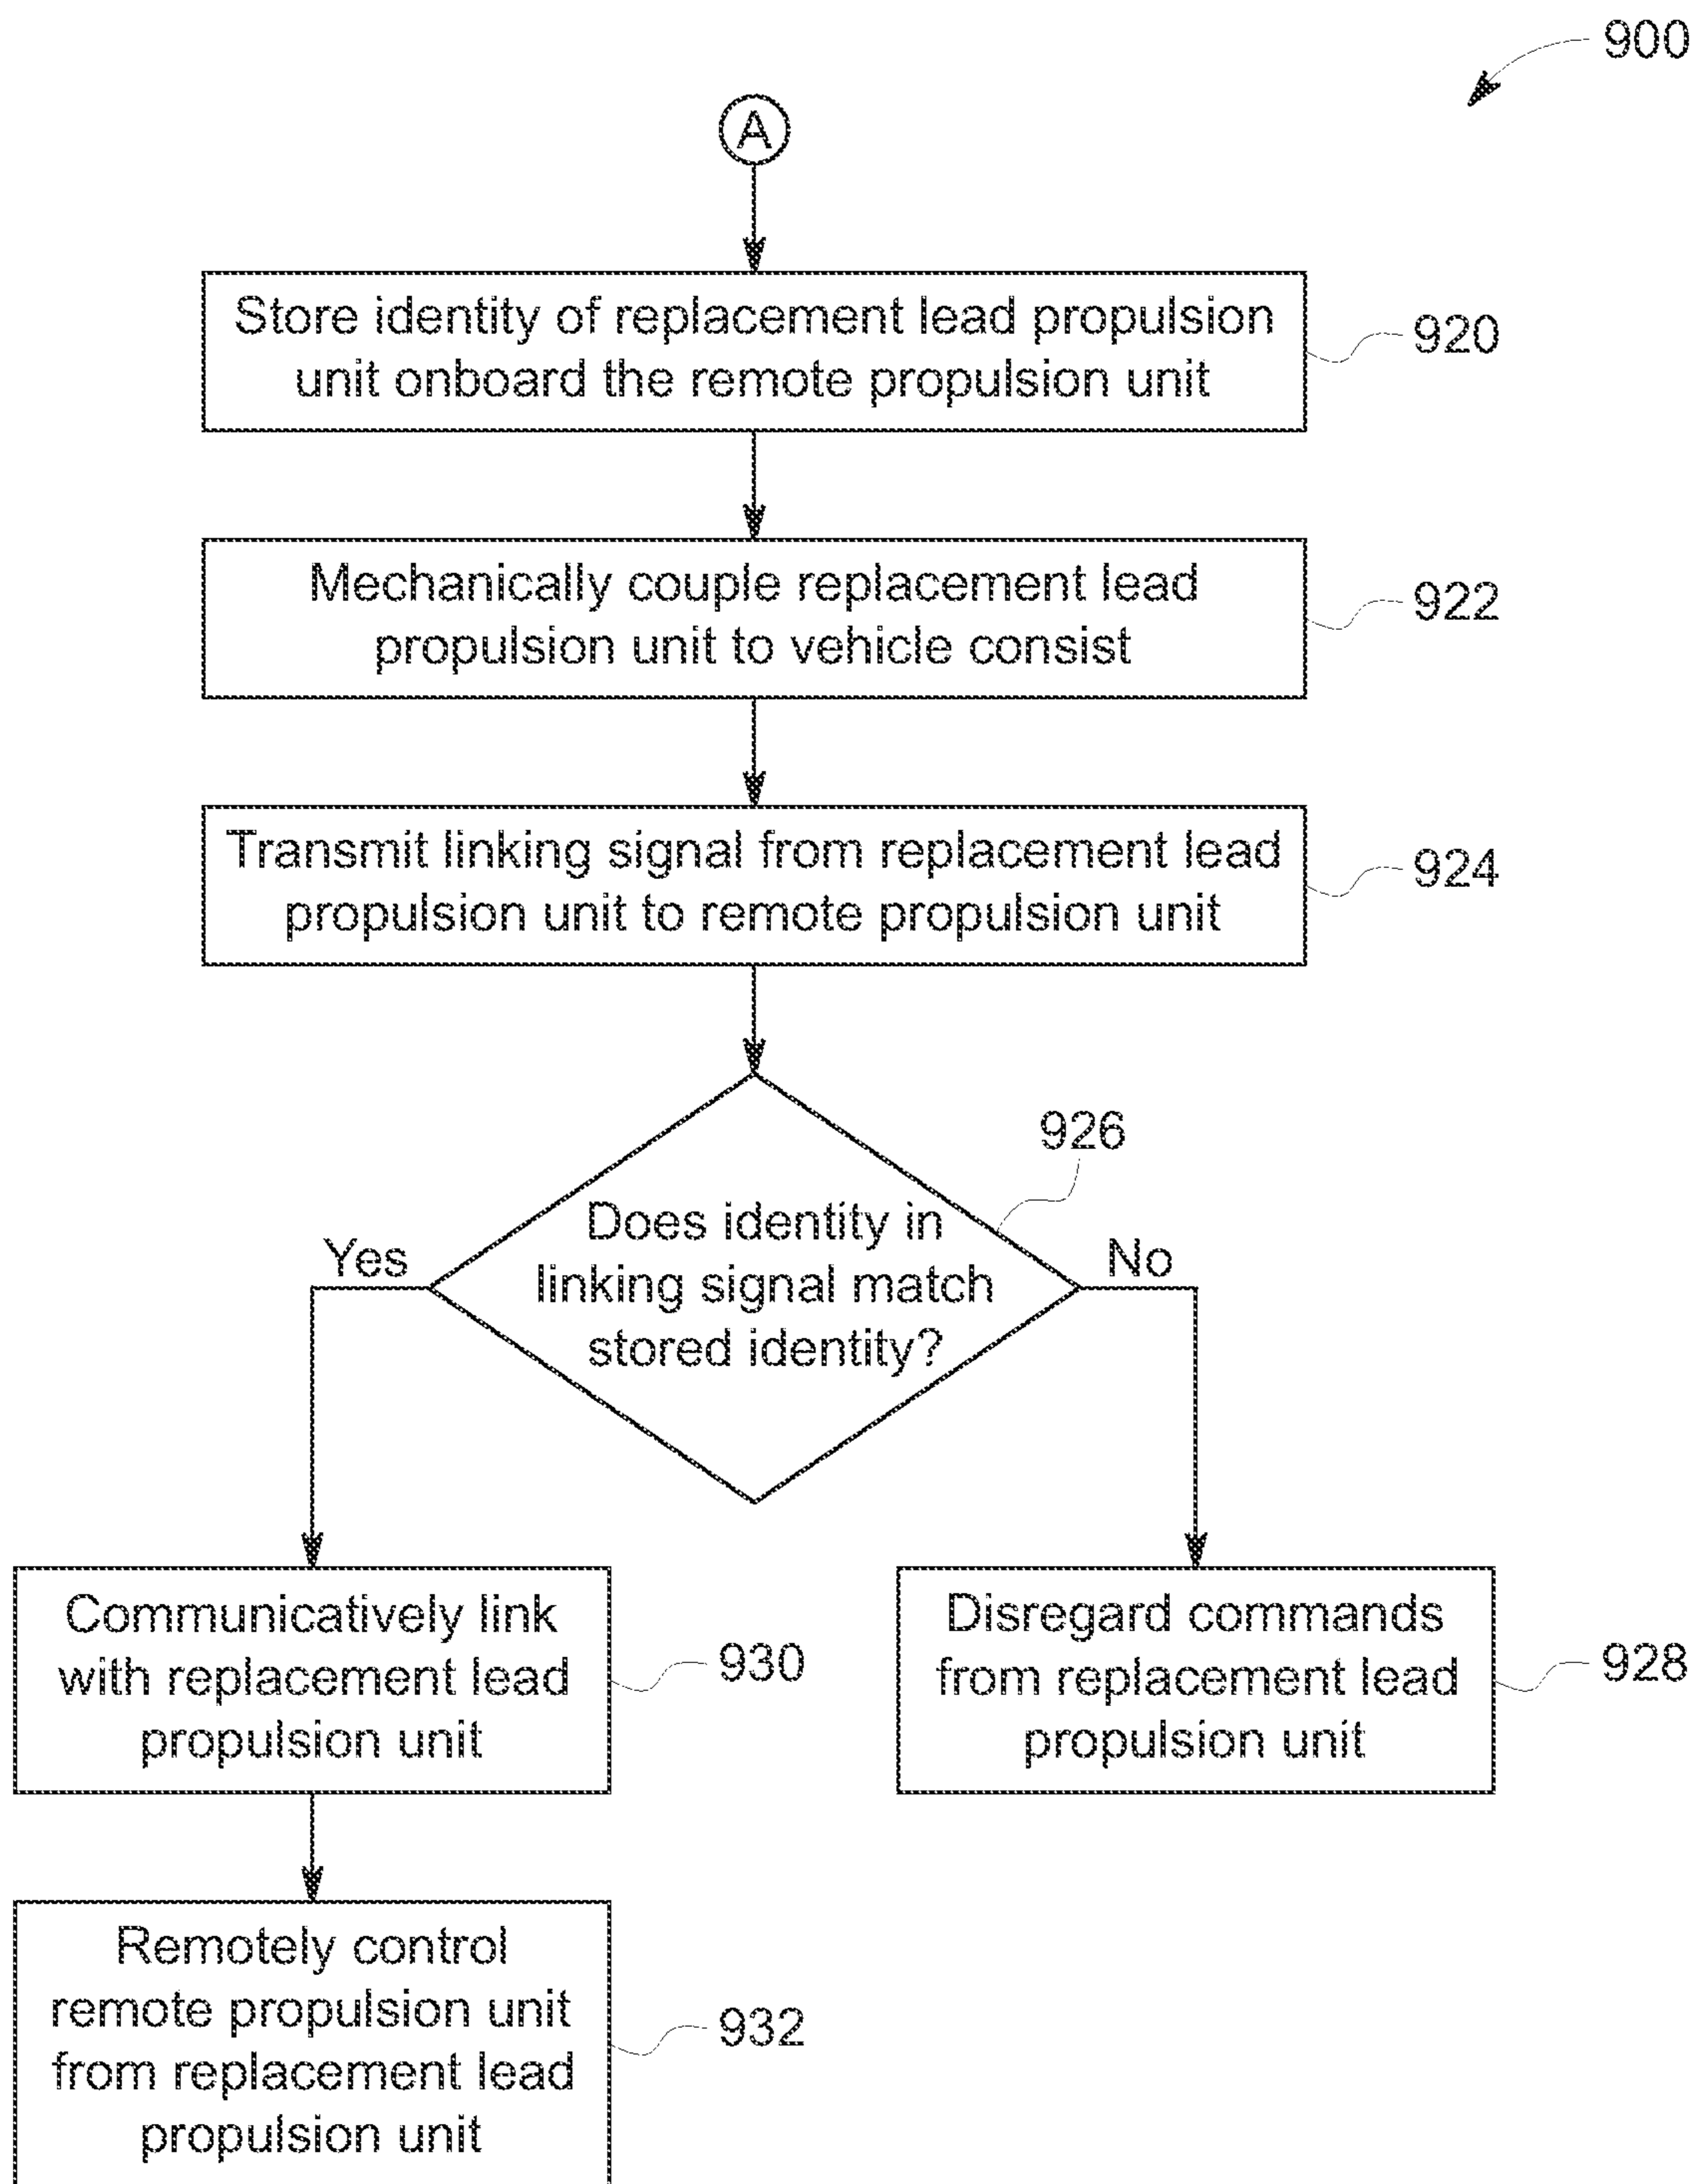 900
A
Store identity of replacement lead propulsion
unit onboard the remote propulsion unit
920
Mechanically couple replacement lead
propulsion unit to vehicle consist
922
Transmit linking signal from replacement lead
propulsion unit to remote propulsion unit
924
926
Does identity in
linking signal match
stored identity?
Yes
No
Communicatively link
with replacement lead
propulsion unit
930
Disregard commands
from replacement lead
propulsion unit
928
Remotely control
remote propulsion unit
from replacement lead
propulsion unit
932